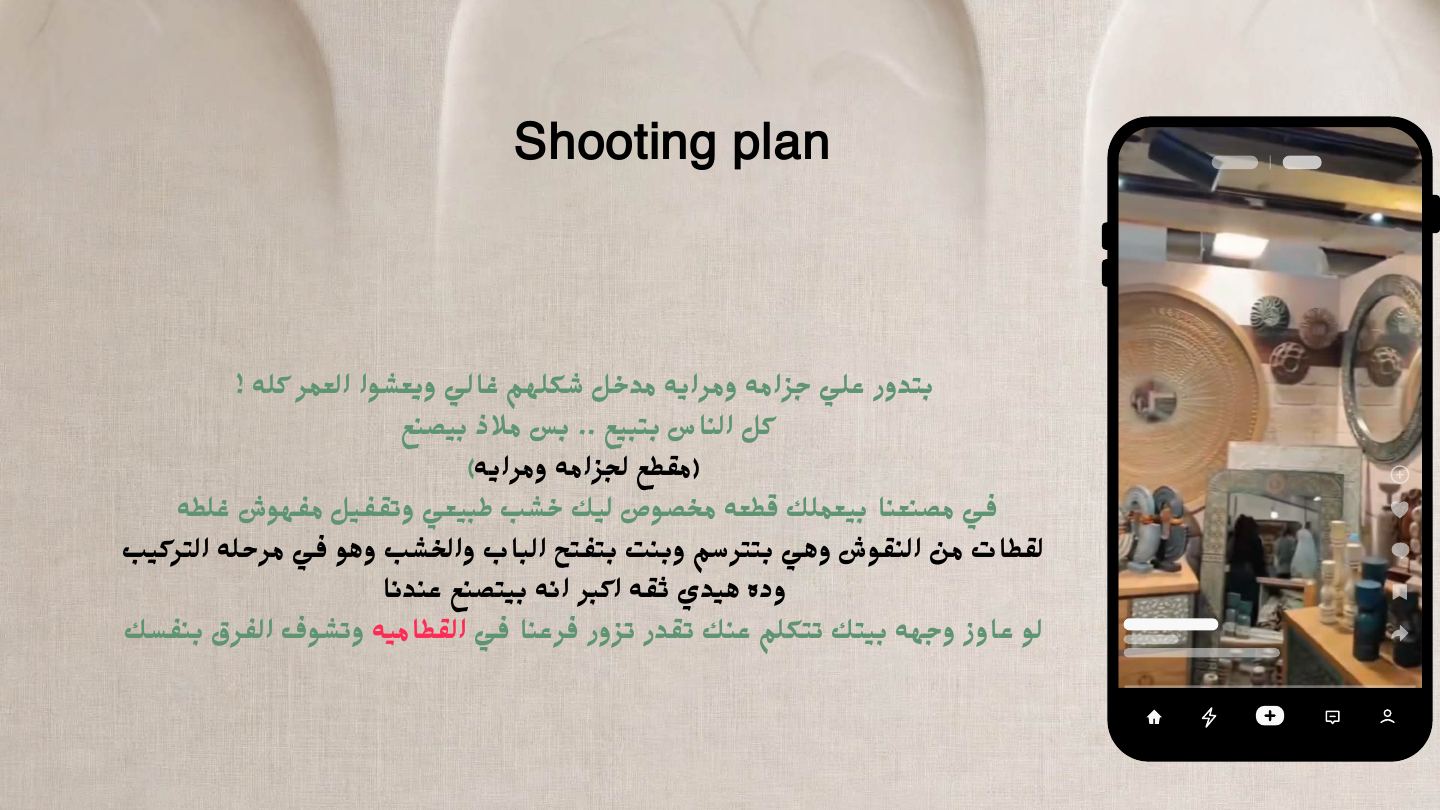 Shooting plan
بتدور علي جزامه ومرايه مدخل شكلهم غالي ويعشوا العمر كله !
كل الناس بتبيع .. بس ملاذ بيصنع
(مقطع لجزامه ومرايه)
في مصنعنا بيعملك قطعه مخصوص ليك خشب طبيعي وتقفيل مفهوش غلطه
لقطات من النقوش وهي بتترسم وبنت بتفتح الباب والخشب وهو في مرحله التركيب
وده هيدي ثقه اكبر انه بيتصنع عندنا
لو عاوز وجهه بيتك تتكلم عنك تقدر تزور فرعنا في القطاميه وتشوف الفرق بنفسك